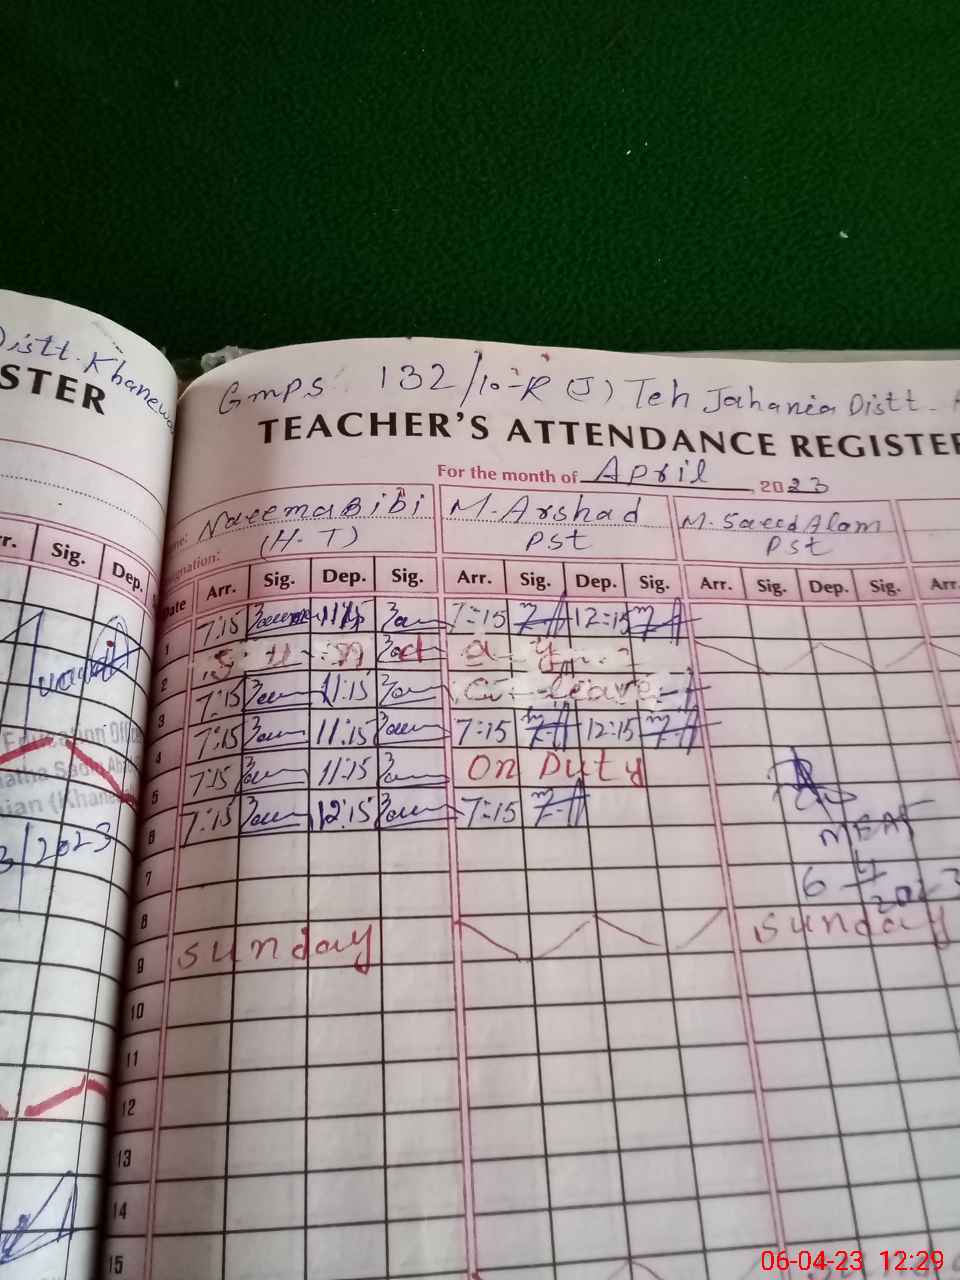 Distt. Khanewal
STER
Sig. Dep.
3/2023
Gmps 132/10-R (J) Teh Jahania Distt.
TEACHER'S ATTENDANCE REGISTER
For the month of April, 2023
Naeema Bibi M. Arshad M. Saeed Alam
(H.T) Pst Pst
Date Arr. Sig. Dep. Sig. Arr. Sig. Dep. Sig. Arr. Sig. Dep. Sig. Arr.
1 7:15 11:15 7=15 12=15
2 Sunday
3 7:15 11:15 C-leave
4 7:15 11:15 7=15 12=15
5 7:15 11:15 On Duty
6 7:15 12:15 7=15
7 6-4-2023
8
9 Sunday Sunday
10
11
12
13
14
15
06-04-23 12:29